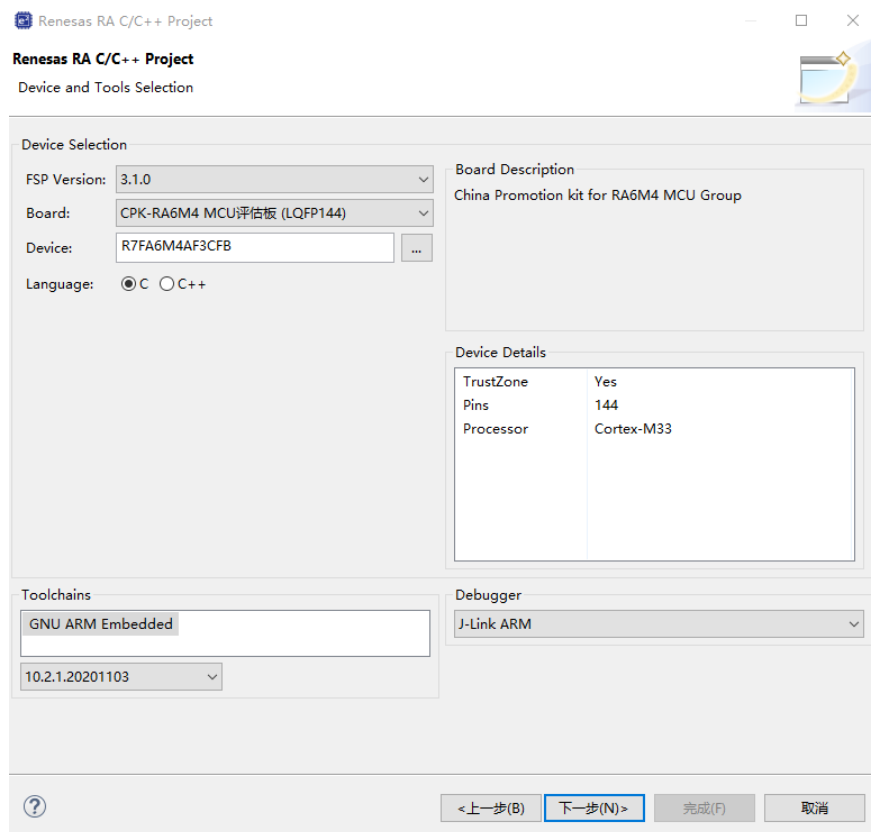 Renesas RA C/C++ Project
Renesas RA C/C++ Project
Device and Tools Selection
Device Selection
FSP Version: 3.1.0
Board: CPK-RA6M4 MCU评估板 (LQFP144)
Device: R7FA6M4AF3CFB ...
Language: C C++
Board Description
China Promotion kit for RA6M4 MCU Group
Device Details
TrustZone Yes
Pins 144
Processor Cortex-M33
Toolchains
GNU ARM Embedded
10.2.1.20201103
Debugger
J-Link ARM
? <上一步(B) 下一步(N)> 完成(F) 取消